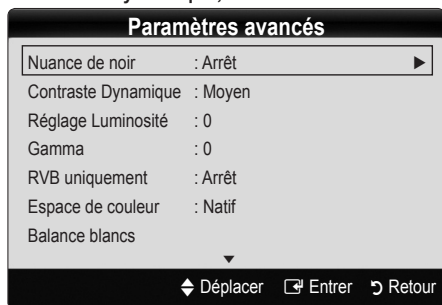 Paramètres avancés
Nuance de noir : Arrêt
Contraste Dynamique : Moyen
Réglage Luminosité : 0
Gamma : 0
RVB uniquement : Arrêt
Espace de couleur : Natif
Balance blancs
Déplacer Entrer Retour